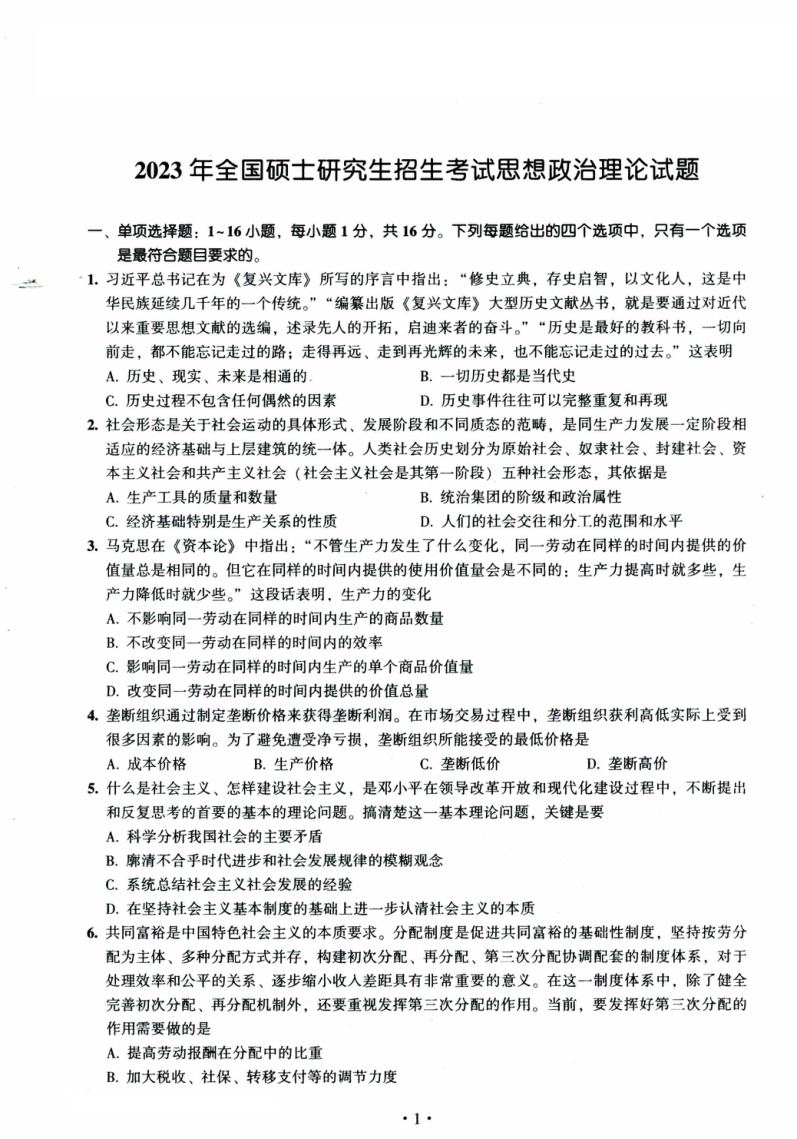 2023 年全国硕士研究生招生考试思想政治理论试题
一、单项选择题：1~16 小题，每小题 1 分，共 16 分。下列每题给出的四个选项中，只有一个选项
是最符合题目要求的。
1. 习近平总书记在为《复兴文库》所写的序言中指出：“修史立典，存史启智，以文化人，这是中
华民族延续几千年的一个传统。”“编纂出版《复兴文库》大型历史文献丛书，就是要通过对近代
以来重要思想文献的选编，述录先人的开拓，启迪来者的奋斗。”“历史是最好的教科书，一切向
前走，都不能忘记走过的路；走得再远、走到再光辉的未来，也不能忘记走过的过去。”这表明
A. 历史、现实、未来是相通的 B. 一切历史都是当代史
C. 历史过程不包含任何偶然的因素 D. 历史事件往往可以完整重复和再现
2. 社会形态是关于社会运动的具体形式、发展阶段和不同质态的范畴，是同生产力发展一定阶段相
适应的经济基础与上层建筑的统一体。人类社会历史划分为原始社会、奴隶社会、封建社会、资
本主义社会和共产主义社会（社会主义社会是其第一阶段）五种社会形态，其依据是
A. 生产工具的质量和数量 B. 统治集团的阶级和政治属性
C. 经济基础特别是生产关系的性质 D. 人们的社会交往和分工的范围和水平
3. 马克思在《资本论》中指出：“不管生产力发生了什么变化，同一劳动在同样的时间内提供的价
值量总是相同的。但它在同样的时间内提供的使用价值量会是不同的：生产力提高时就多些，生
产力降低时就少些。”这段话表明，生产力的变化
A. 不影响同一劳动在同样的时间内生产的商品数量
B. 不改变同一劳动在同样的时间内的效率
C. 影响同一劳动在同样的时间内生产的单个商品价值量
D. 改变同一劳动在同样的时间内提供的价值总量
4. 垄断组织通过制定垄断价格来获得垄断利润。在市场交易过程中，垄断组织获利高低实际上受到
很多因素的影响。为了避免遭受净亏损，垄断组织所能接受的最低价格是
A. 成本价格 B. 生产价格 C. 垄断低价 D. 垄断高价
5. 什么是社会主义、怎样建设社会主义，是邓小平在领导改革开放和现代化建设过程中，不断提出
和反复思考的首要的基本的理论问题。搞清楚这一基本理论问题，关键是要
A. 科学分析我国社会的主要矛盾
B. 廓清不合乎时代进步和社会发展规律的模糊观念
C. 系统总结社会主义社会发展的经验
D. 在坚持社会主义基本制度的基础上进一步认清社会主义的本质
6. 共同富裕是中国特色社会主义的本质要求。分配制度是促进共同富裕的基础性制度，坚持按劳分
配为主体、多种分配方式并存，构建初次分配、再分配、第三次分配协调配套的制度体系，对于
处理效率和公平的关系、逐步缩小收入差距具有非常重要的意义。在这一制度体系中，除了健全
完善初次分配、再分配机制外，还要重视发挥第三次分配的作用。当前，要发挥好第三次分配的
作用需要做的是
A. 提高劳动报酬在分配中的比重
B. 加大税收、社保、转移支付等的调节力度
· 1 ·